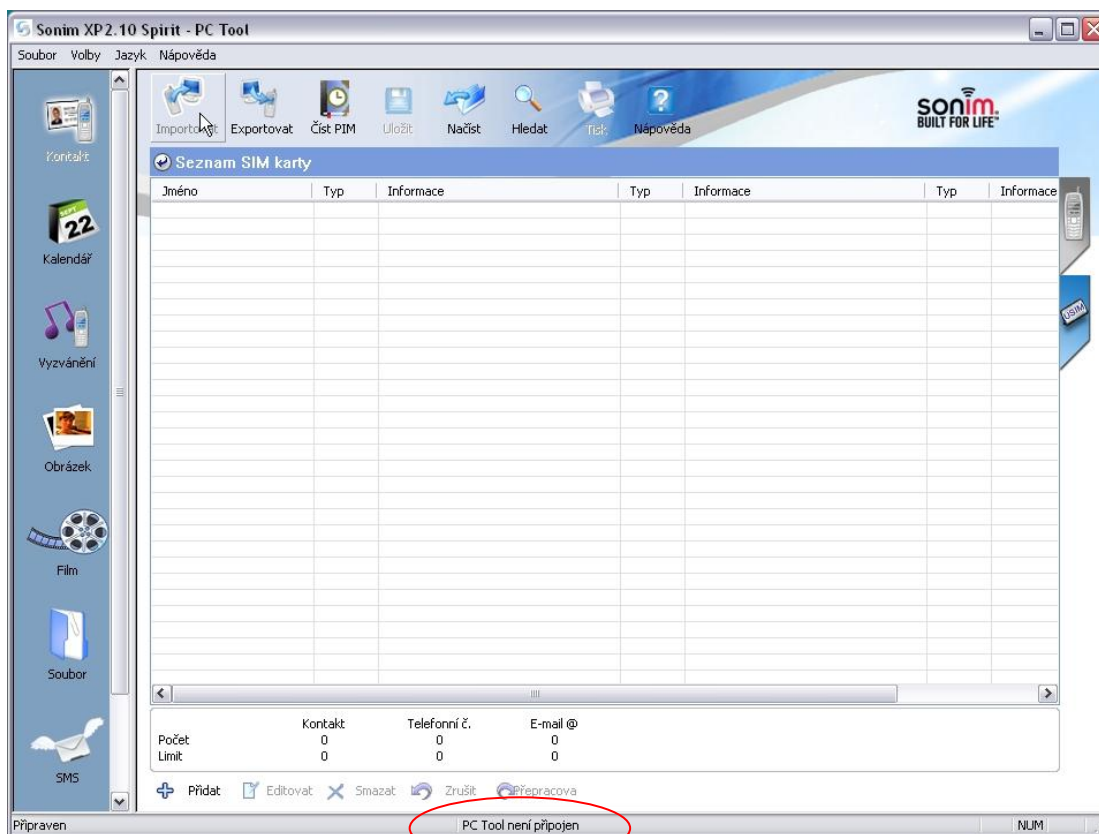 Sonim XP2.10 Spirit - PC Tool
Soubor Volby Jazyk Nápověda
Importovat Exportovat Číst PIM Uložit Načíst Hledat Tisk Nápověda
sonim
BUILT FOR LIFE™
Kontakt
Seznam SIM karty
Jméno Typ Informace Typ Informace Typ Informace
SEPT
22
Kalendář
USIM
Vyzvánění
Obrázek
Film
Soubor
SMS
Kontakt Telefonní č. E-mail @
Počet 0 0 0
Limit 0 0 0
Přidat Editovat Smazat Zrušit Přepracova
Připraven PC Tool není připojen NUM